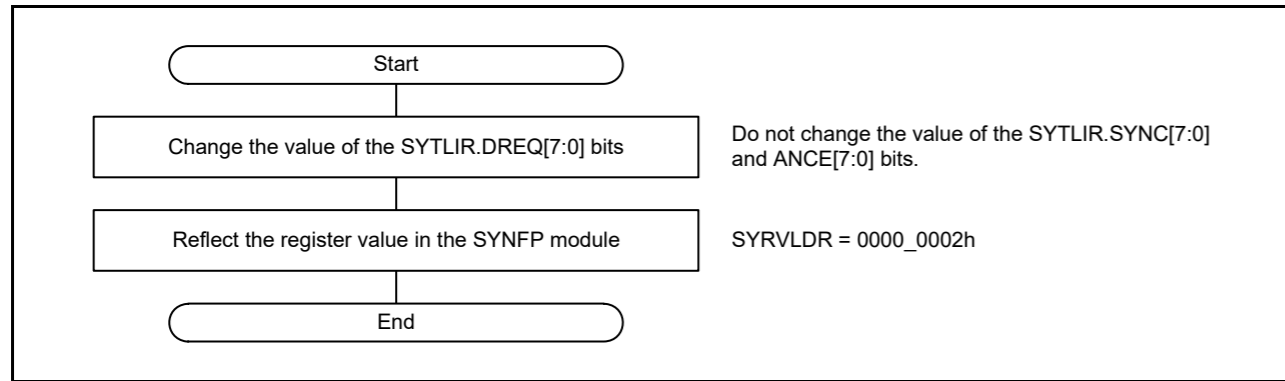 Start
Change the value of the SYTLIR.DREQ[7:0] bits
Do not change the value of the SYTLIR.SYNC[7:0]
and ANCE[7:0] bits.
Reflect the register value in the SYNFP module
SYRVLDR = 0000_0002h
End